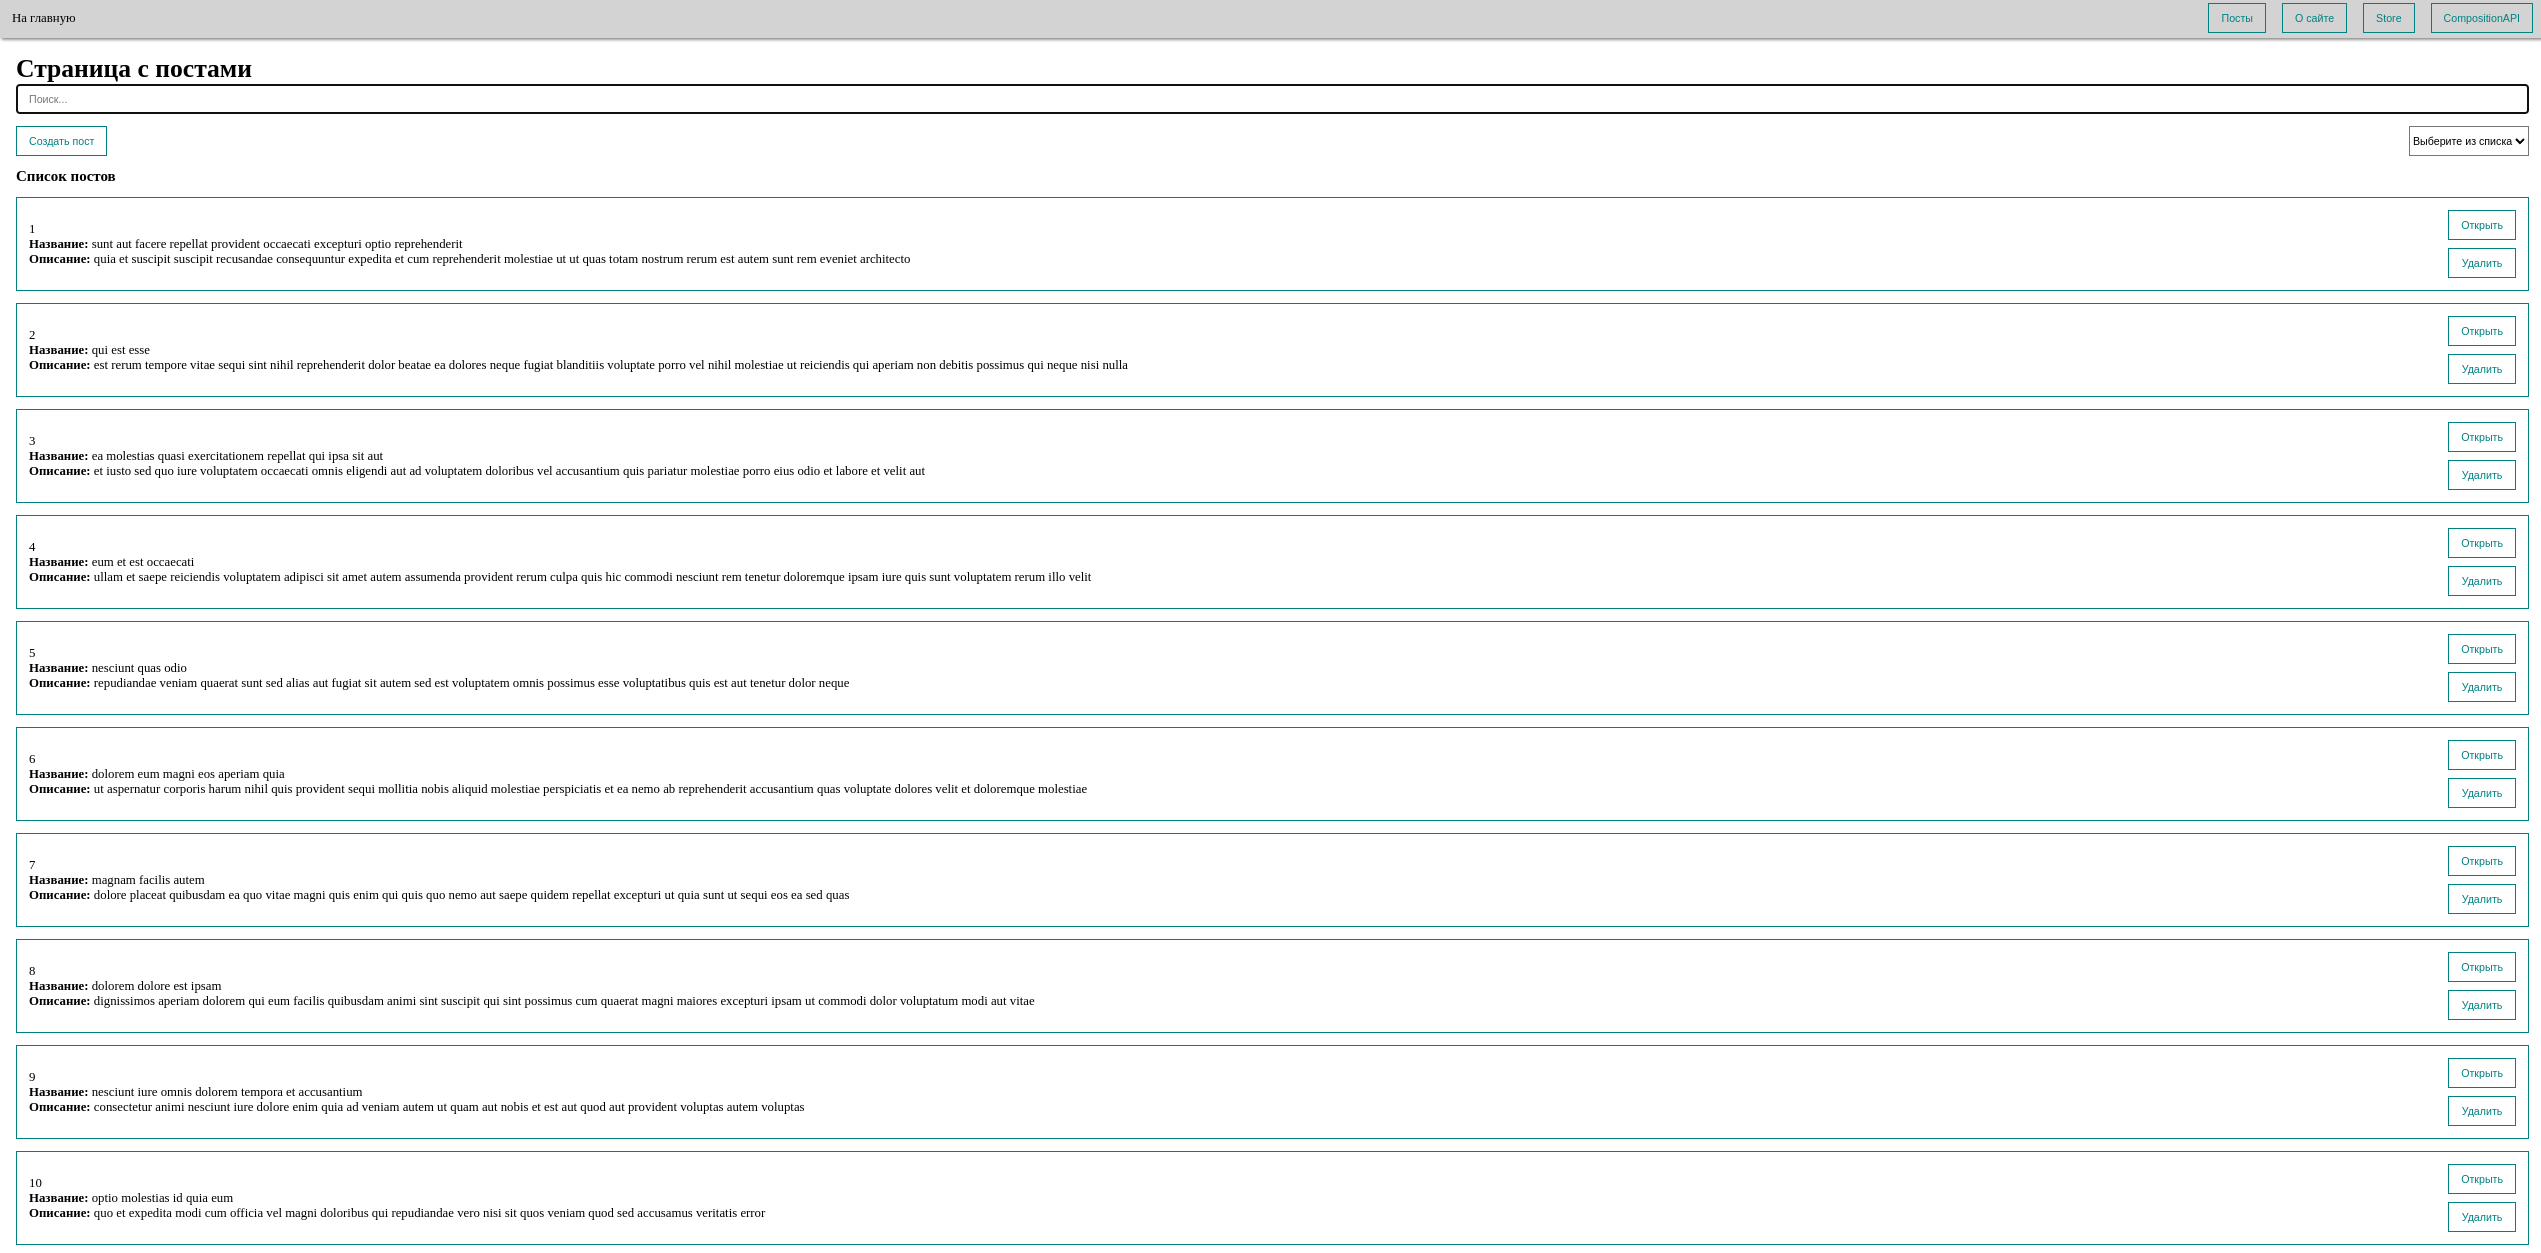 На главную
Посты
О сайте
Store
CompositionAPI
Страница с постами
Поиск...
Создать пост
Выберите из списка
Список постов
1
Название: sunt aut facere repellat provident occaecati excepturi optio reprehenderit
Описание: quia et suscipit suscipit recusandae consequuntur expedita et cum reprehenderit molestiae ut ut quas totam nostrum rerum est autem sunt rem eveniet architecto
Открыть
Удалить
2
Название: qui est esse
Описание: est rerum tempore vitae sequi sint nihil reprehenderit dolor beatae ea dolores neque fugiat blanditiis voluptate porro vel nihil molestiae ut reiciendis qui aperiam non debitis possimus qui neque nisi nulla
Открыть
Удалить
3
Название: ea molestias quasi exercitationem repellat qui ipsa sit aut
Описание: et iusto sed quo iure voluptatem occaecati omnis eligendi aut ad voluptatem doloribus vel accusantium quis pariatur molestiae porro eius odio et labore et velit aut
Открыть
Удалить
4
Название: eum et est occaecati
Описание: ullam et saepe reiciendis voluptatem adipisci sit amet autem assumenda provident rerum culpa quis hic commodi nesciunt rem tenetur doloremque ipsam iure quis sunt voluptatem rerum illo velit
Открыть
Удалить
5
Название: nesciunt quas odio
Описание: repudiandae veniam quaerat sunt sed alias aut fugiat sit autem sed est voluptatem omnis possimus esse voluptatibus quis est aut tenetur dolor neque
Открыть
Удалить
6
Название: dolorem eum magni eos aperiam quia
Описание: ut aspernatur corporis harum nihil quis provident sequi mollitia nobis aliquid molestiae perspiciatis et ea nemo ab reprehenderit accusantium quas voluptate dolores velit et doloremque molestiae
Открыть
Удалить
7
Название: magnam facilis autem
Описание: dolore placeat quibusdam ea quo vitae magni quis enim qui quis quo nemo aut saepe quidem repellat excepturi ut quia sunt ut sequi eos ea sed quas
Открыть
Удалить
8
Название: dolorem dolore est ipsam
Описание: dignissimos aperiam dolorem qui eum facilis quibusdam animi sint suscipit qui sint possimus cum quaerat magni maiores excepturi ipsam ut commodi dolor voluptatum modi aut vitae
Открыть
Удалить
9
Название: nesciunt iure omnis dolorem tempora et accusantium
Описание: consectetur animi nesciunt iure dolore enim quia ad veniam autem ut quam aut nobis et est aut quod aut provident voluptas autem voluptas
Открыть
Удалить
10
Название: optio molestias id quia eum
Описание: quo et expedita modi cum officia vel magni doloribus qui repudiandae vero nisi sit quos veniam quod sed accusamus veritatis error
Открыть
Удалить